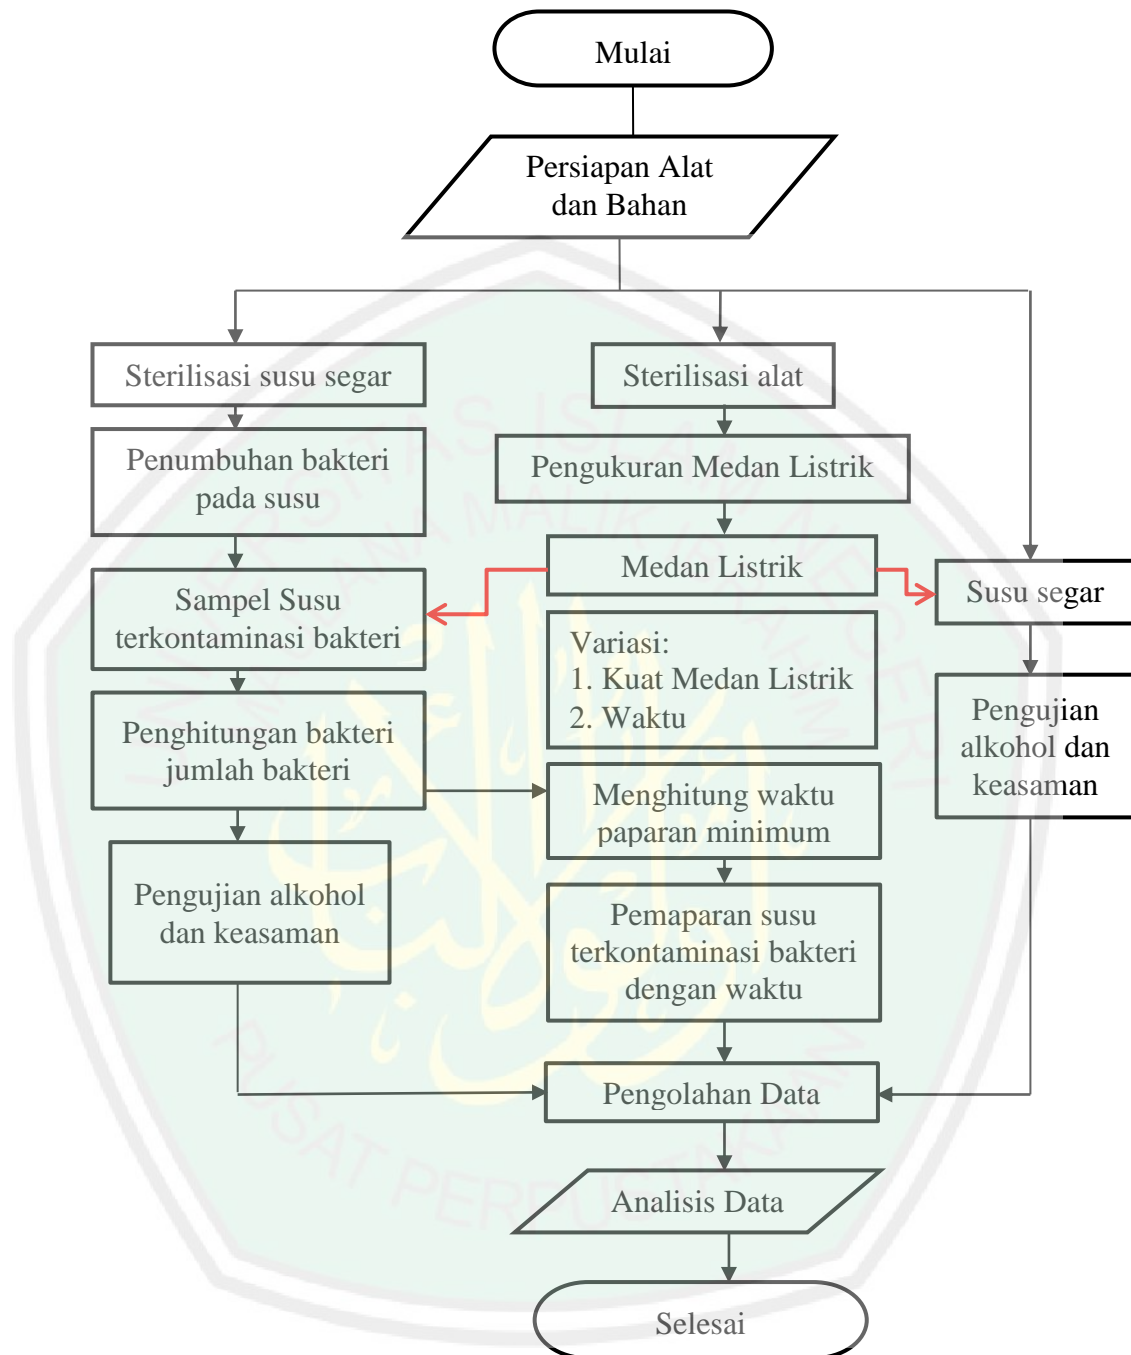 Mulai
Persiapan Alat
dan Bahan
Sterilisasi susu segar
Sterilisasi alat
Penumbuhan bakteri
pada susu
Pengukuran Medan Listrik
Medan Listrik
Sampel Susu
terkontaminasi bakteri
Susu segar
Variasi:
1. Kuat Medan Listrik
2. Waktu
Penghitungan bakteri
jumlah bakteri
Pengujian
alkohol dan
keasaman
Menghitung waktu
paparan minimum
Pengujian alkohol
dan keasaman
Pemaparan susu
terkontaminasi bakteri
dengan waktu
Pengolahan Data
Analisis Data
Selesai
PUSAT PERPUSTAKAAN